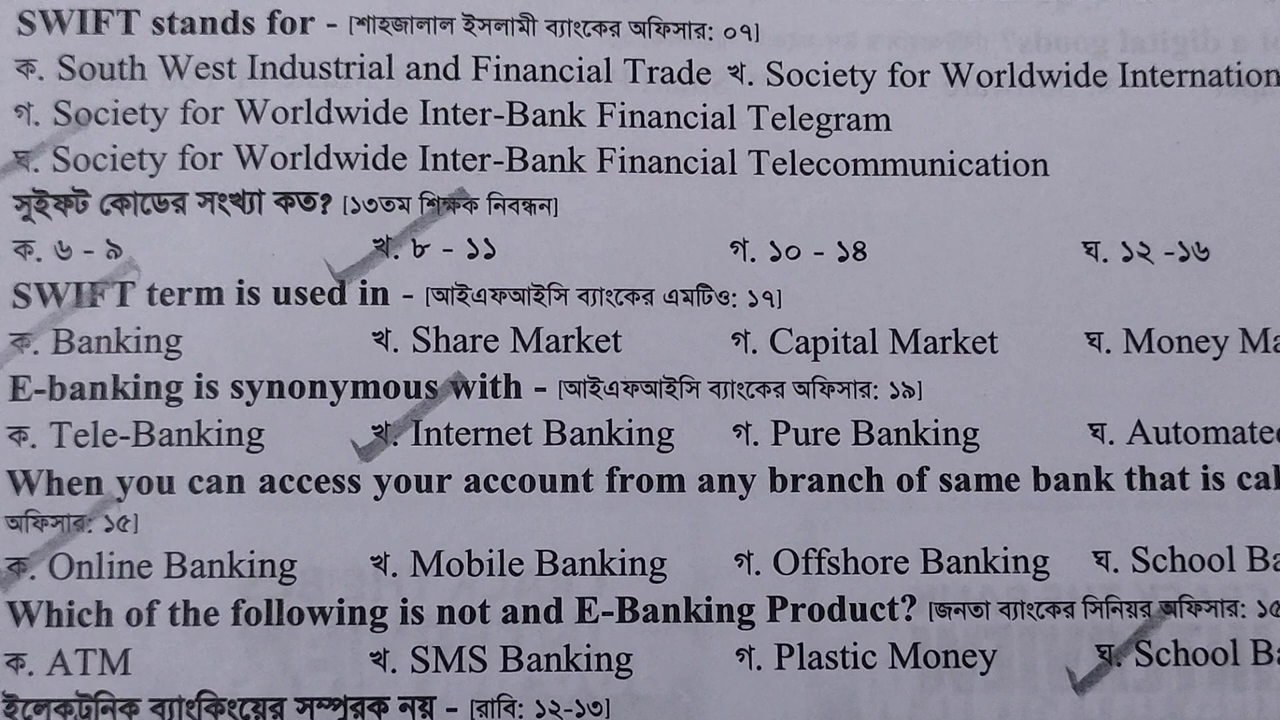 SWIFT stands for - [শাহজালাল ইসলামী ব্যাংকের অফিসার: ০৭]
ক. South West Industrial and Financial Trade খ. Society for Worldwide Internation
গ. Society for Worldwide Inter-Bank Financial Telegram
ঘ. Society for Worldwide Inter-Bank Financial Telecommunication
সুইফট কোডের সংখ্যা কত? [১৩তম শিক্ষক নিবন্ধন]
ক. ৬ - ৯ খ. ৮ - ১১ গ. ১০ - ১৪ ঘ. ১২ -১৬
SWIFT term is used in - [আইএফআইসি ব্যাংকের এমটিও: ১৭]
ক. Banking খ. Share Market গ. Capital Market ঘ. Money Ma
E-banking is synonymous with - [আইএফআইসি ব্যাংকের অফিসার: ১৯]
ক. Tele-Banking খ. Internet Banking গ. Pure Banking ঘ. Automate
When you can access your account from any branch of same bank that is cal
অফিসার: ১৫]
ক. Online Banking খ. Mobile Banking গ. Offshore Banking ঘ. School Ba
Which of the following is not and E-Banking Product? [জনতা ব্যাংকের সিনিয়র অফিসার: ১৫
ক. ATM খ. SMS Banking গ. Plastic Money ঘ. School Ba
ইলেকট্রনিক ব্যাংকিংয়ের সম্পূরক নয় - [রাবি: ১২-১৩]